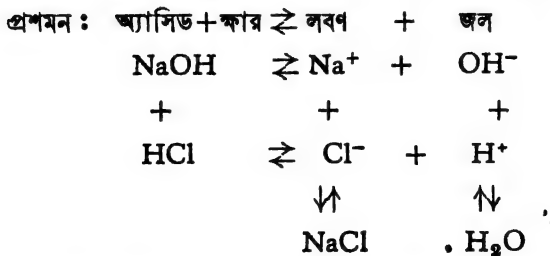 প্রশমন : অ্যাসিড + ক্ষার ⇄ লবণ + জল
NaOH ⇄ Na⁺ + OH⁻
+ + +
HCl ⇄ Cl⁻ + H⁺
↓↑ ↑↓
NaCl . H₂O